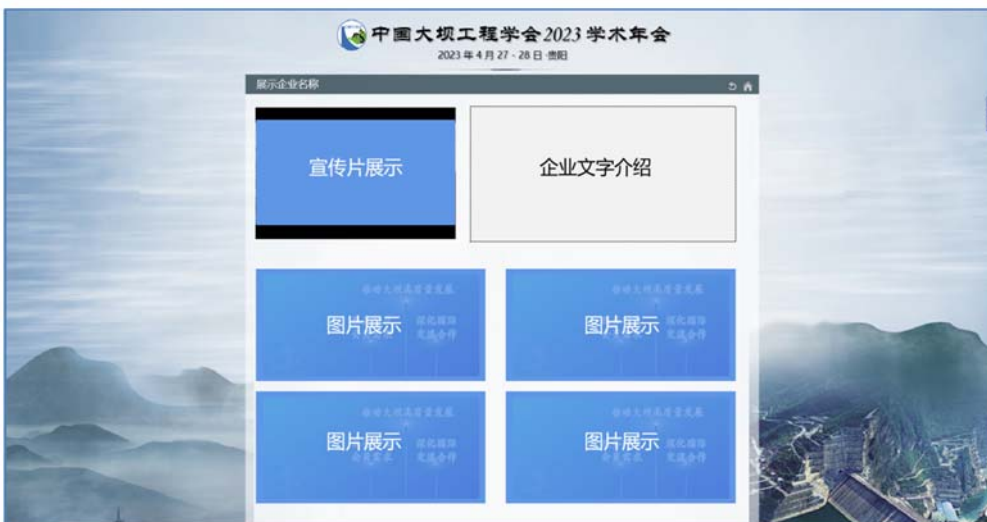 中国大坝工程学会2023学术年会
2023年4月27-28日·贵阳
展示企业名称
宣传片展示
企业文字介绍
图片展示
图片展示
图片展示
图片展示